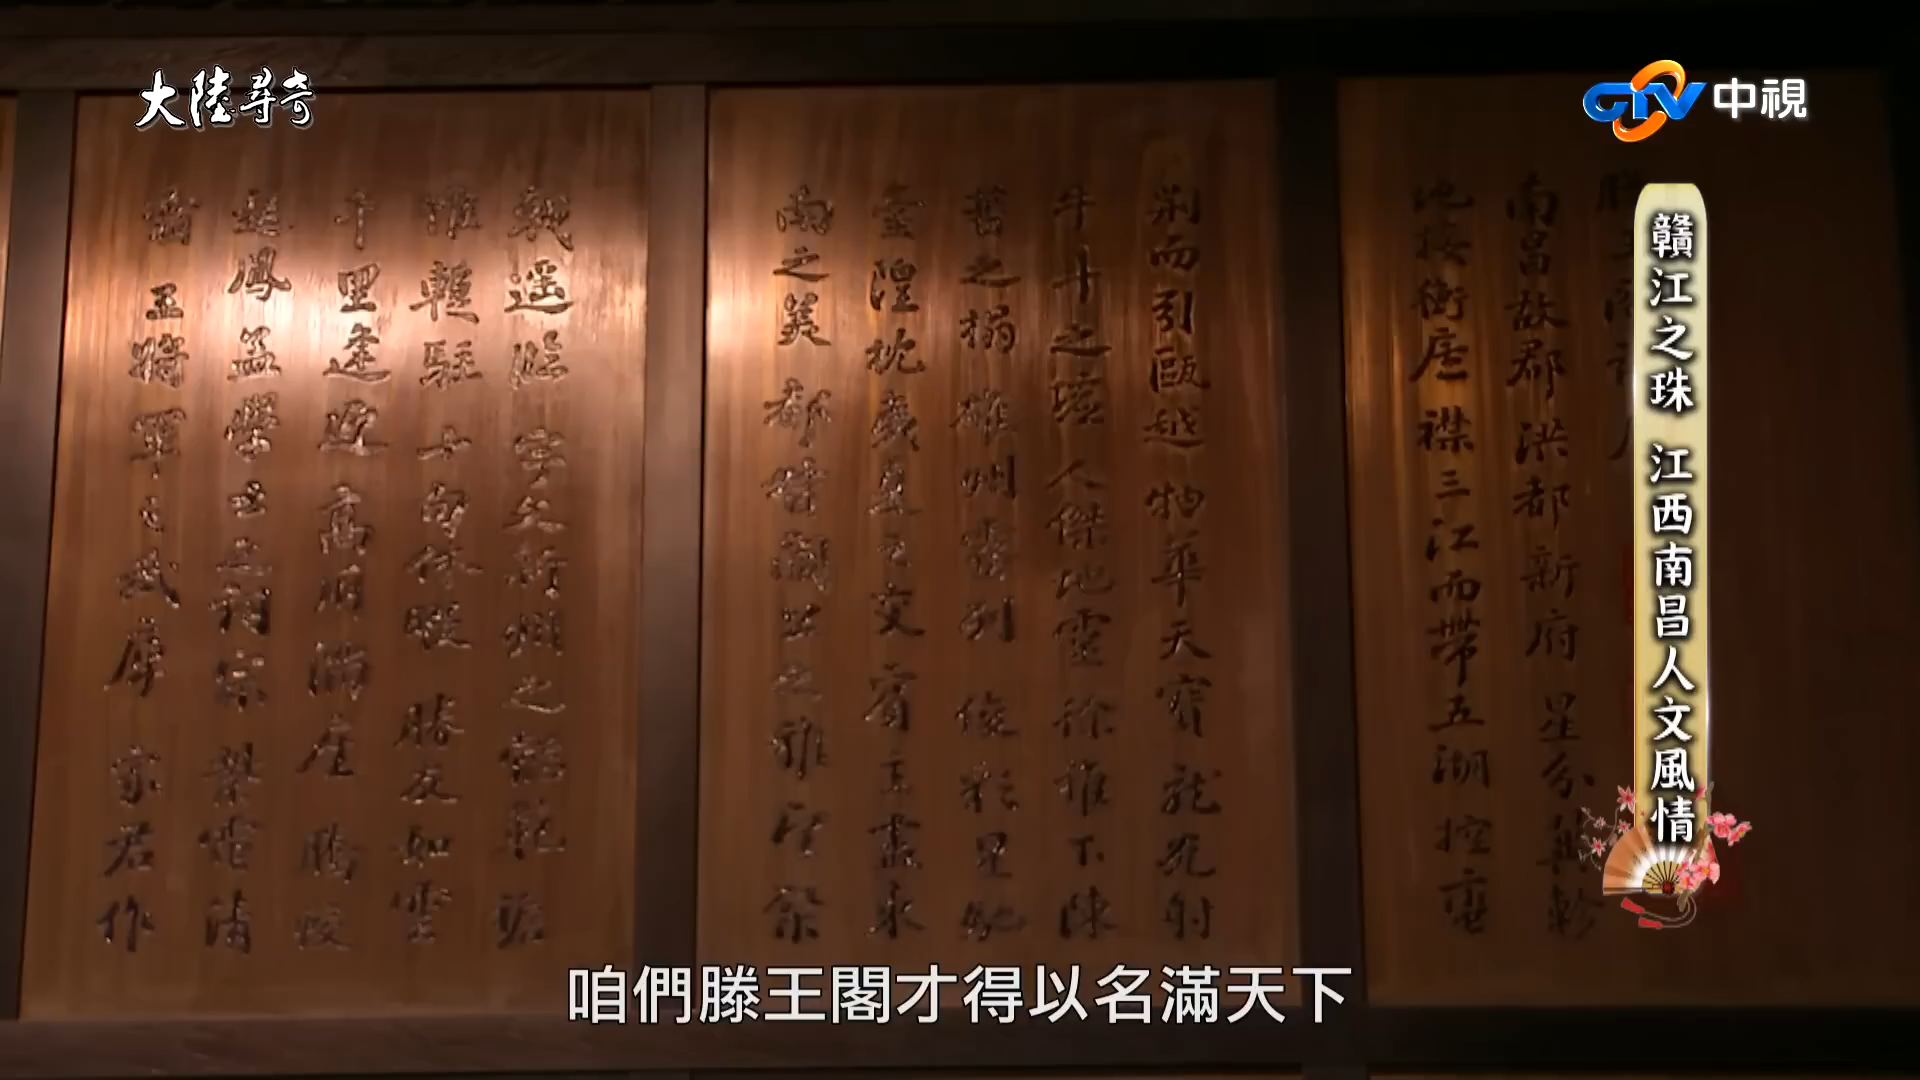 大陸尋奇
CTV中視
贛江之珠 江西南昌人文風情
南昌故郡洪都新府星分翼軫
地接衡廬襟三江而帶五湖控蠻
荊而引甌越物華天寶龍光射
牛斗之墟人傑地靈徐孺下陳
蕃之榻雄州霧列俊彩星馳
臺隍枕夷夏之交賓主盡東
南之美都督閻公之雅望棨
戟遙臨宇文新州之懿範襜
帷暫駐十旬休暇勝友如雲
千里逢迎高朋滿座騰蛟
起鳳孟學士之詞宗紫電清
霜王將軍之武庫家君作
咱們滕王閣才得以名滿天下